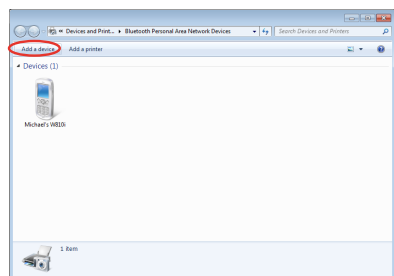 « Devices and Print... ▸ Bluetooth Personal Area Network Devices
Search Devices and Printers
Add a device
Add a printer
Devices (1)
Michael's W810i
1 item